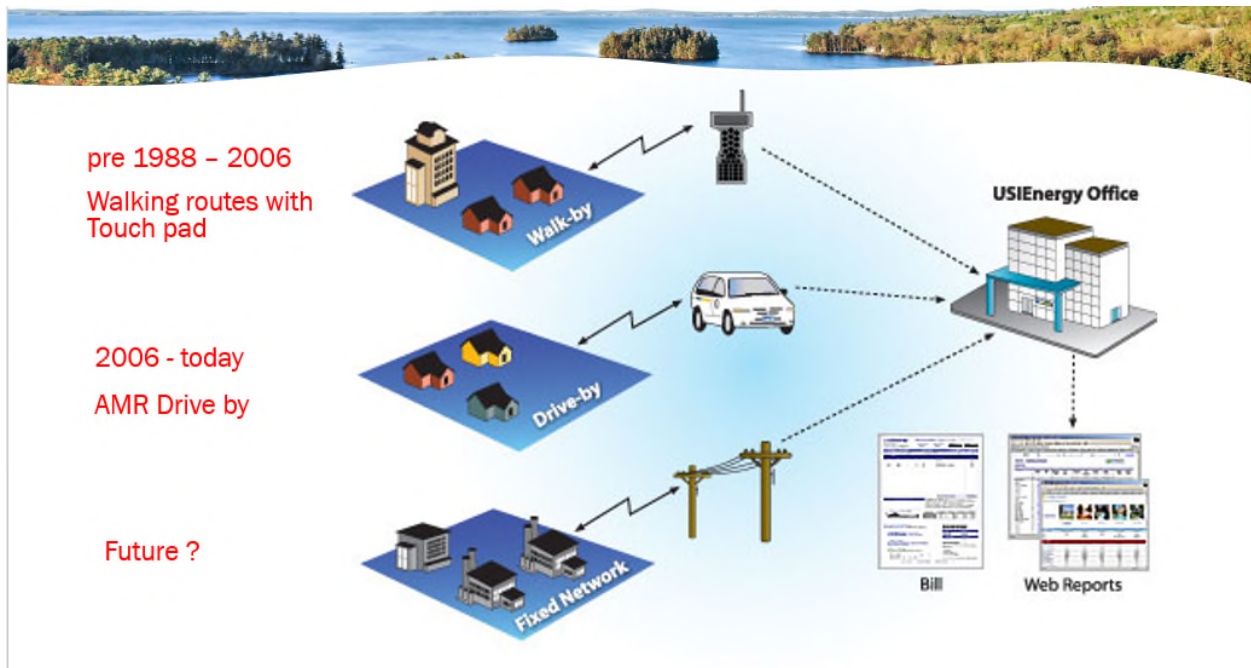 pre 1988 – 2006
Walking routes with
Touch pad
Walk-by
USIEnergy Office
2006 - today
AMR Drive by
Drive-by
Future ?
Fixed Network
Bill
Web Reports